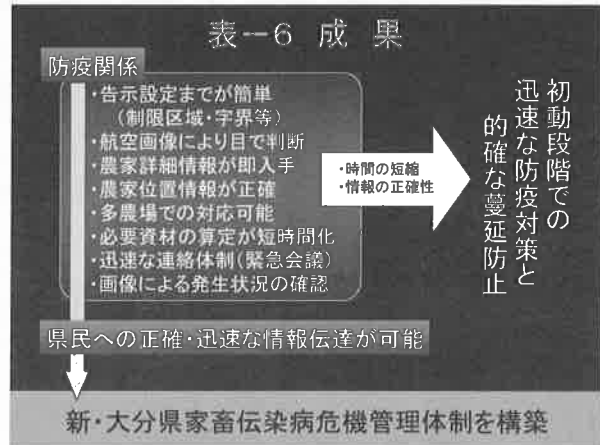 表－6 成 果
防疫関係
・告示設定までが簡単
（制限区域・字界等）
・航空画像により目で判断
・農家詳細情報が即入手
・農家位置情報が正確
・多農場での対応可能
・必要資材の算定が短時間化
・迅速な連絡体制（緊急会議）
・画像による発生状況の確認
・時間の短縮
・情報の正確性
初動段階での
迅速な防疫対策と
的確な蔓延防止
県民への正確・迅速な情報伝達が可能
新・大分県家畜伝染病危機管理体制を構築